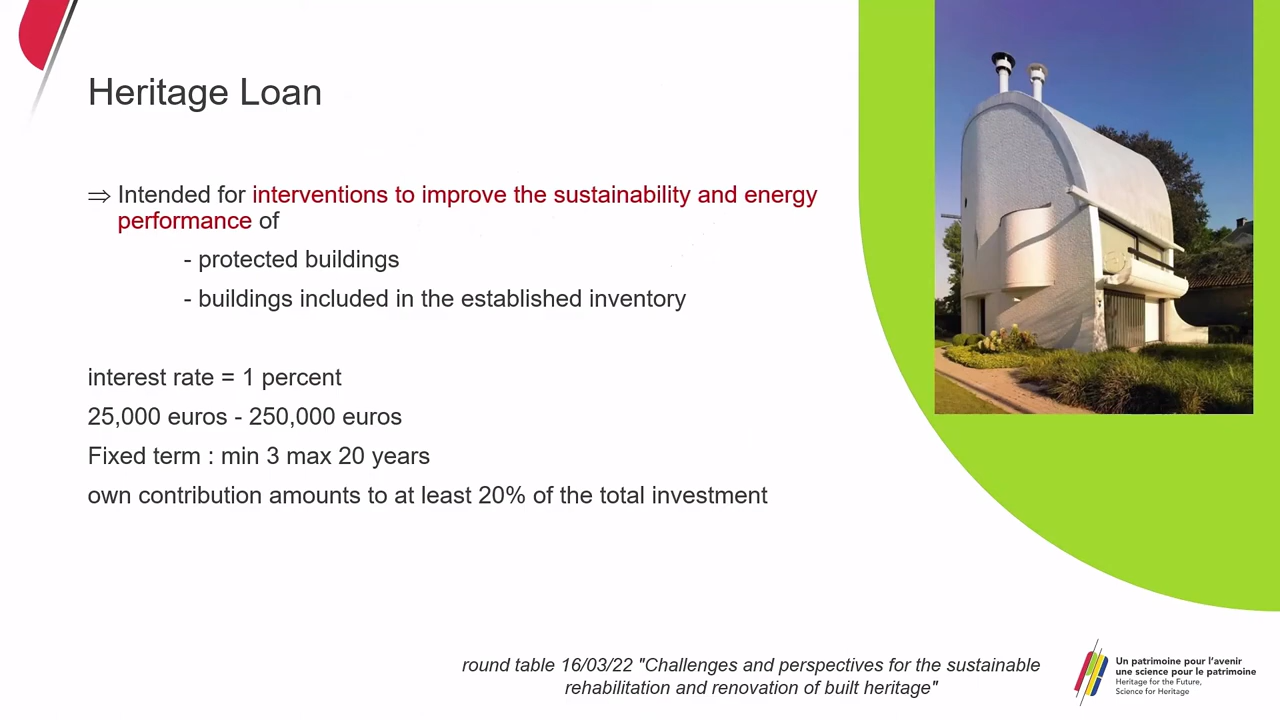 Heritage Loan
⇒ Intended for interventions to improve the sustainability and energy
performance of
- protected buildings
- buildings included in the established inventory
interest rate = 1 percent
25,000 euros - 250,000 euros
Fixed term : min 3 max 20 years
own contribution amounts to at least 20% of the total investment
round table 16/03/22 "Challenges and perspectives for the sustainable
rehabilitation and renovation of built heritage"
Un patrimoine pour l'avenir
une science pour le patrimoine
Heritage for the Future,
Science for Heritage